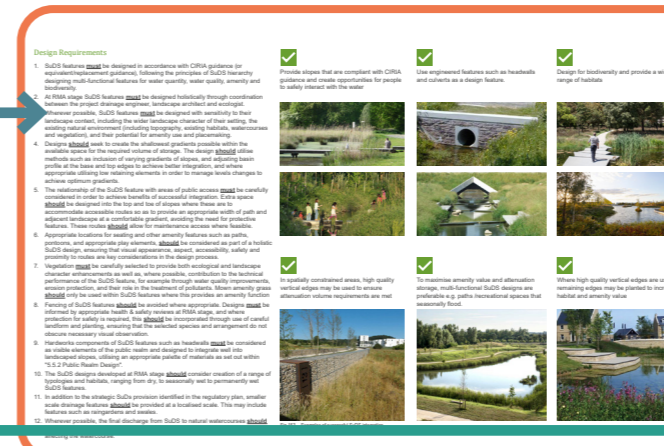 Design Requirements
1. SuDS features must be designed in accordance with CIRIA guidance (or
equivalent/replacement guidance), following the principles of SuDS hierarchy
designing multi-functional features for water quantity, water quality, amenity and
biodiversity.
2. At RMA stage SuDS features must be designed holistically through coordination
between the project drainage engineer, landscape architect and ecologist.
Wherever possible, SuDS features must be designed with sensitivity to their
landscape context, including the wider landscape character of their setting, the
existing natural environment (including topography, existing habitats, watercourses
and vegetation), and their potential for amenity use and placemaking.
4. Designs should seek to create the shallowest gradients possible within the
available space for the required volume of storage. The design should utilise
methods such as inclusion of varying gradients of slopes, and adjusting basin
profile at the base and top edges to achieve better integration, and where
appropriate utilising low retaining elements in order to manage levels changes to
achieve optimum gradients.
5. The relationship of the SuDS feature with areas of public access must be carefully
considered in order to achieve benefits of successful integration. Extra space
should be designed into the top and toe of slopes where these are to
accommodate accessible routes so as to provide an appropriate width of path and
adjacent landscape at a comfortable gradient, avoiding the need for protective
features. These routes should allow for maintenance access where feasible.
6. Appropriate locations for seating and other amenity features such as paths,
pontoons, and appropriate play elements, should be considered as part of a holistic
SuDS design, ensuring that visual appearance, aspect, accessibility, safety and
proximity to routes are key considerations in the design process.
7. Vegetation must be carefully selected to provide both ecological and landscape
character enhancements as well as, where possible, contribution to the technical
performance of the SuDS feature, for example through water quality improvements,
erosion protection, and their role in the treatment of pollutants. Mown amenity grass
should only be used within SuDS features where this provides an amenity function
8. Fencing of SuDS features should be avoided where appropriate. Designs must be
informed by appropriate health & safety reviews at RMA stage, and where
protection for safety is required, this should be incorporated through use of careful
landform and planting, ensuring that the selected species and arrangement do not
obscure necessary visual observation.
9. Hardworks components of SuDS features such as headwalls must be considered
as visible elements of the public realm and designed to integrate well into
landscaped slopes, utilising an appropriate palette of materials as set out within
"5.5.2 Public Realm Design".
10. The SuDS designs developed at RMA stage should consider creation of a range of
typologies and habitats, ranging from dry, to seasonally wet to permanently wet
SuDS features.
11. In addition to the strategic SuDs provision identified in the regulatory plan, smaller
scale drainage features should be provided at a localised scale. This may include
features such as raingardens and swales.
12. Wherever possible, the final discharge from SuDS to natural watercourses should
Provide slopes that are compliant with CIRIA
guidance and create opportunities for people
to safely interact with the water
Use engineered features such as headwalls
and culverts as a design feature.
Design for biodiversity and provide a wi
range of habitats
In spatially constrained areas, high quality
vertical edges may be used to ensure
attenuation volume requirements are met
To maximise amenity value and attenuation
storage, multi-functional SuDS designs are
preferable e.g. paths /recreational spaces that
seasonally flood.
Where high quality vertical edges are us
remaining edges may be planted to incr
habitat and amenity value